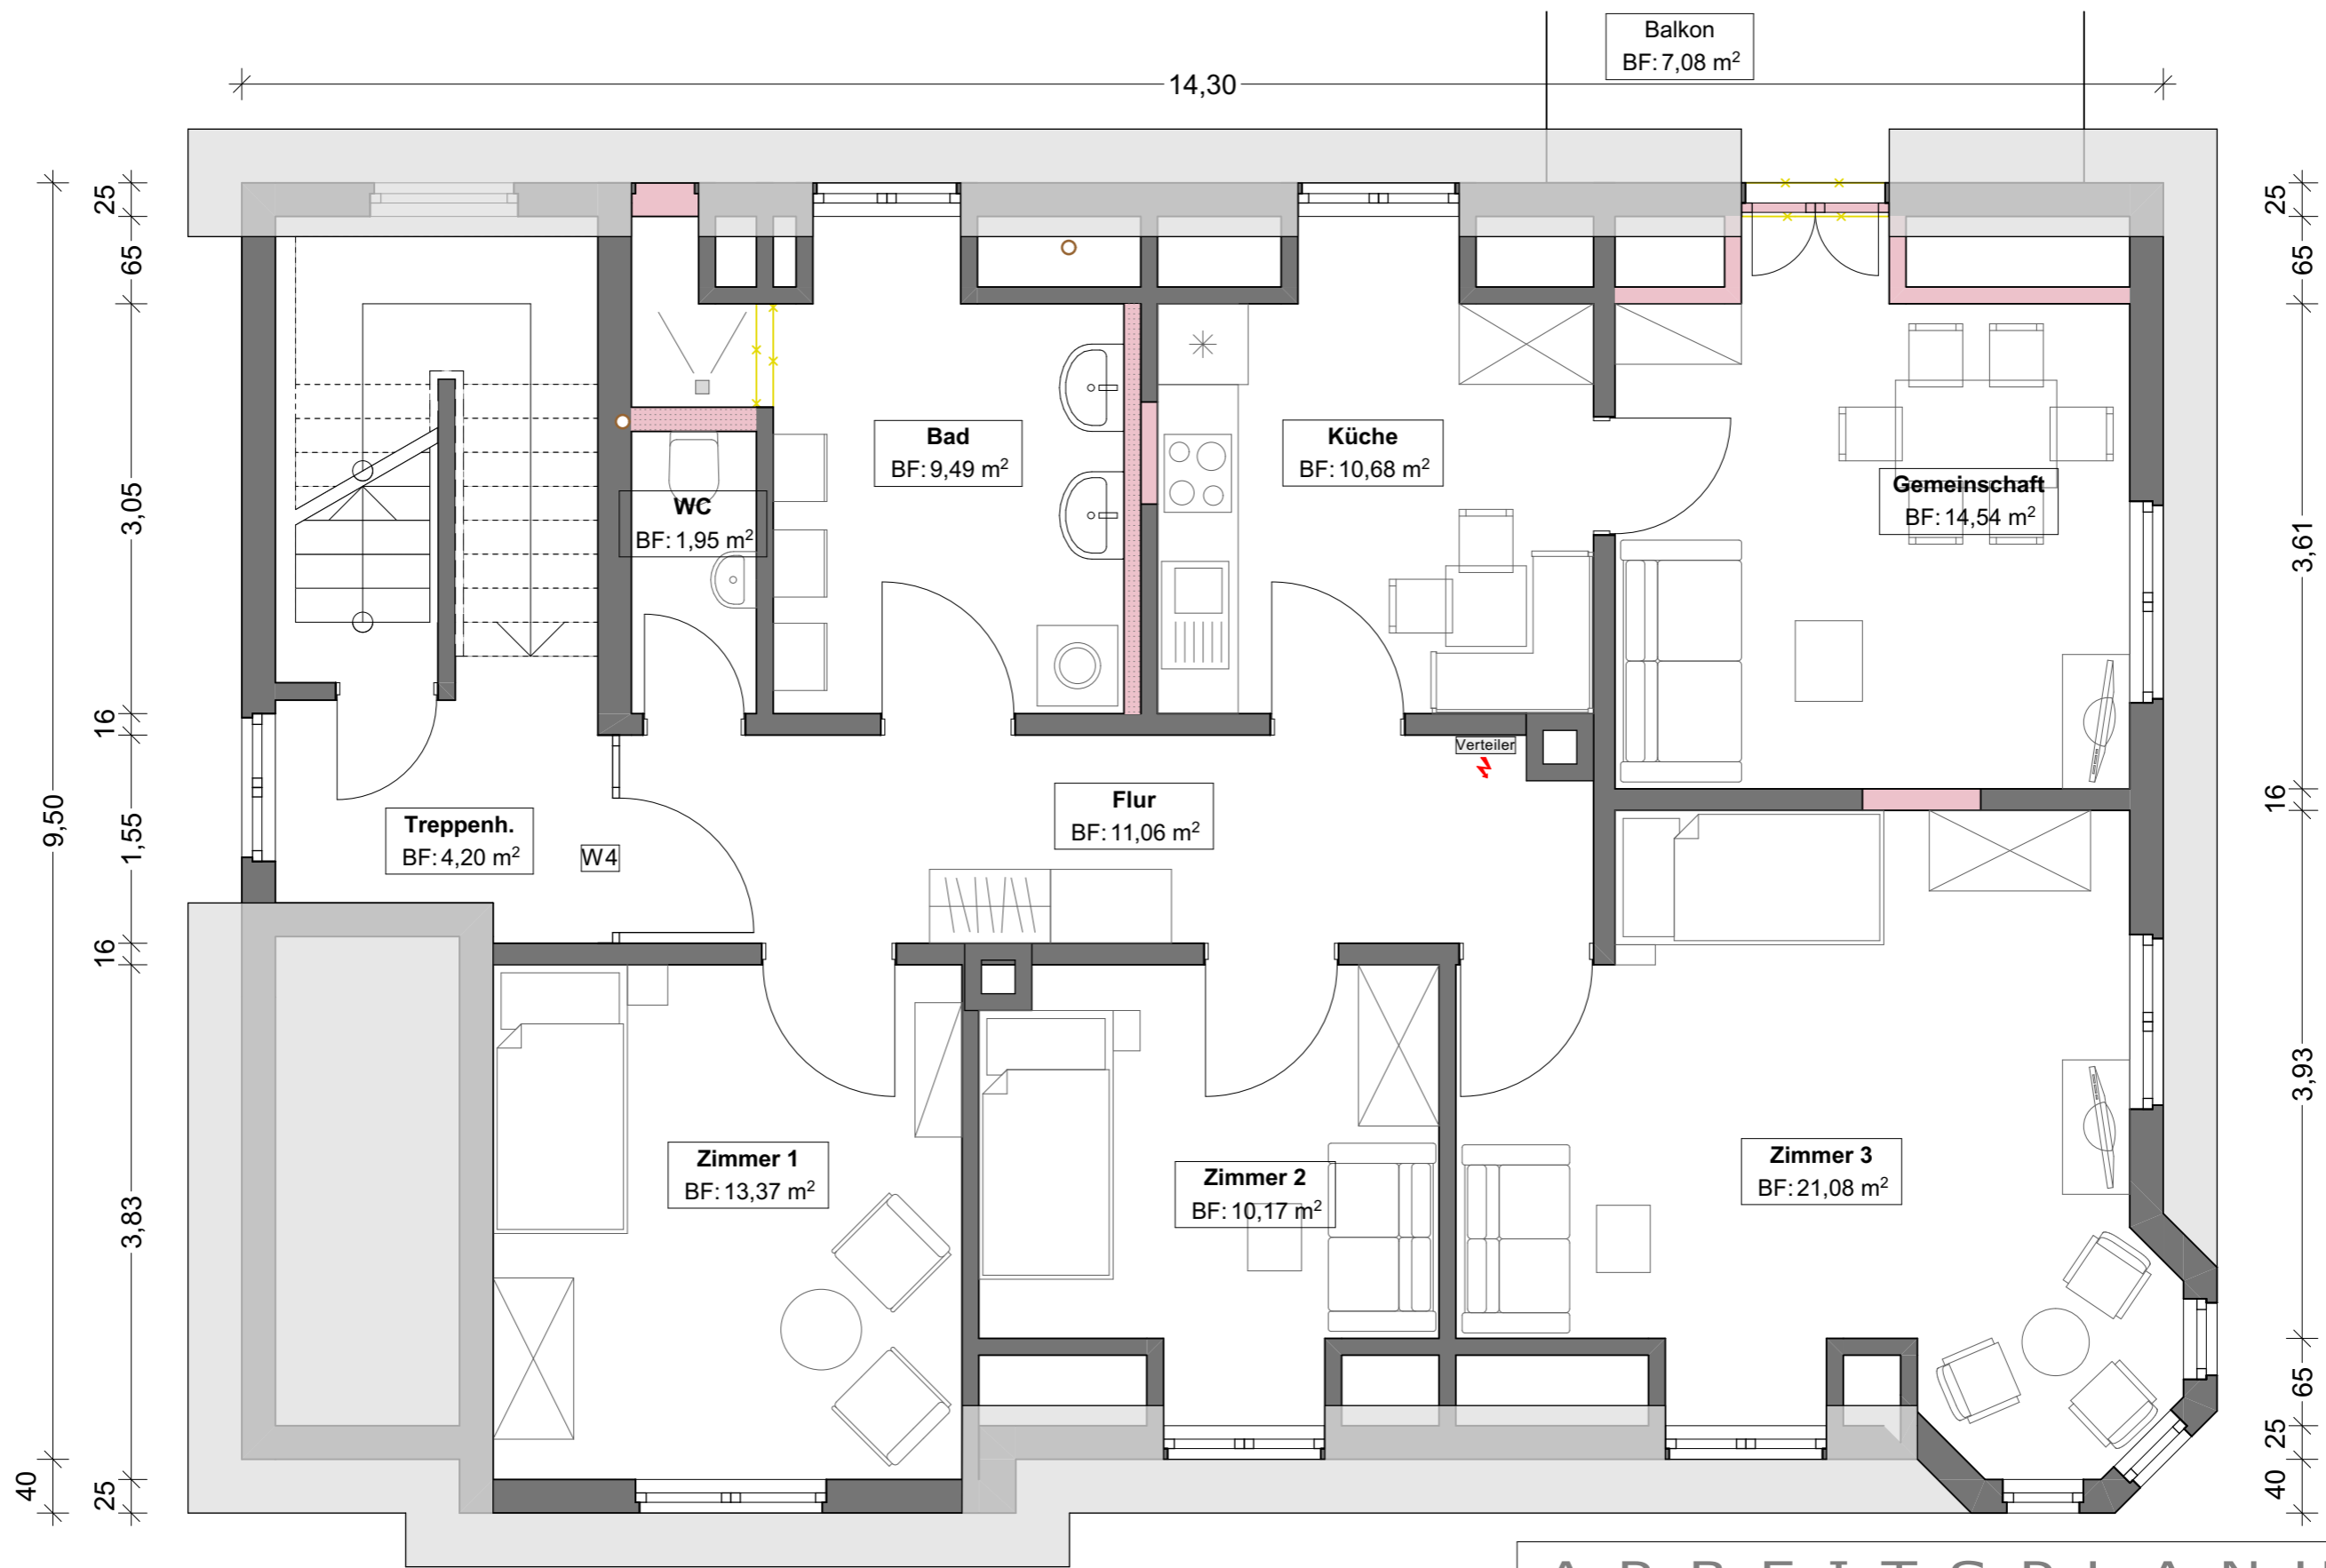 Balkon
BF: 7,08 m²
14,30
25
65
3,05
16
1,55
16
3,83
25
9,50
40
25
65
3,61
16
3,93
65
25
40
Bad
BF: 9,49 m²
Küche
BF: 10,68 m²
Gemeinschaft
BF: 14,54 m²
WC
BF: 1,95 m²
Verteiler
Flur
BF: 11,06 m²
Treppenh.
BF: 4,20 m²
W4
Zimmer 1
BF: 13,37 m²
Zimmer 2
BF: 10,17 m²
Zimmer 3
BF: 21,08 m²